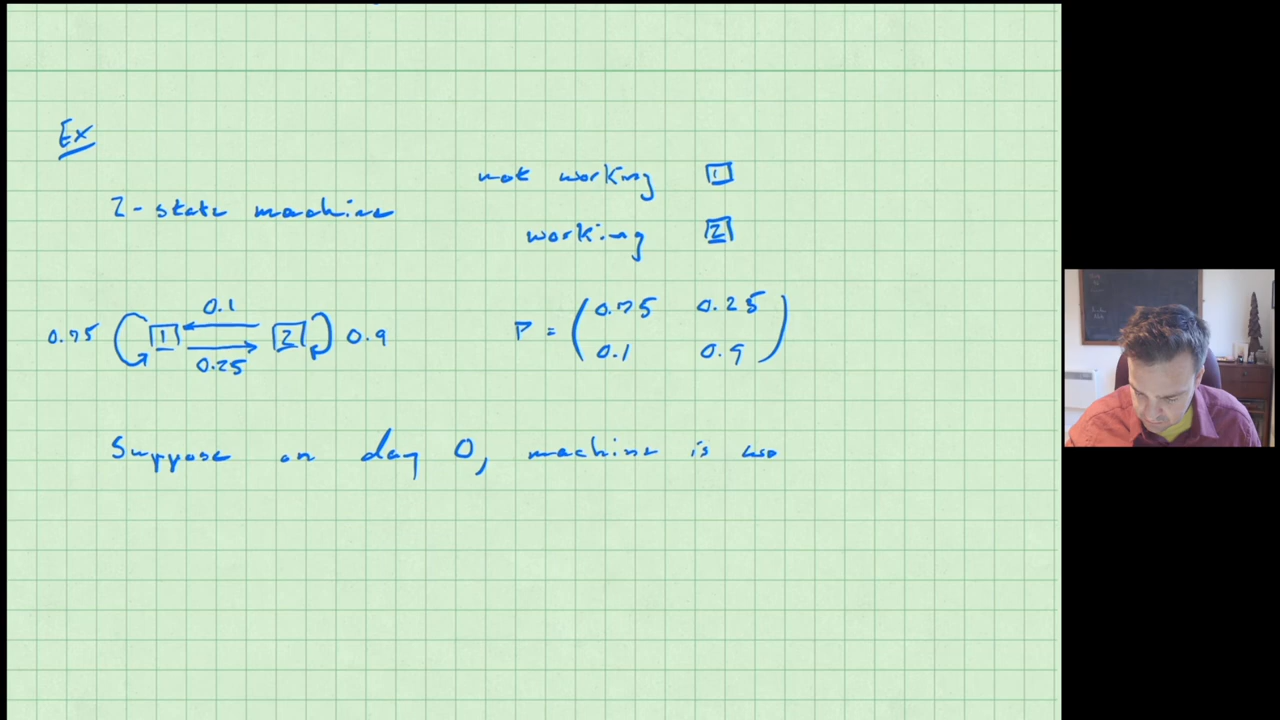 Ex
not working 1
2-state machine
working 2
0.1
0.75 1 2 0.9
0.25
P = ( 0.75 0.25
0.1 0.9 )
Suppose on day 0, machine is wo